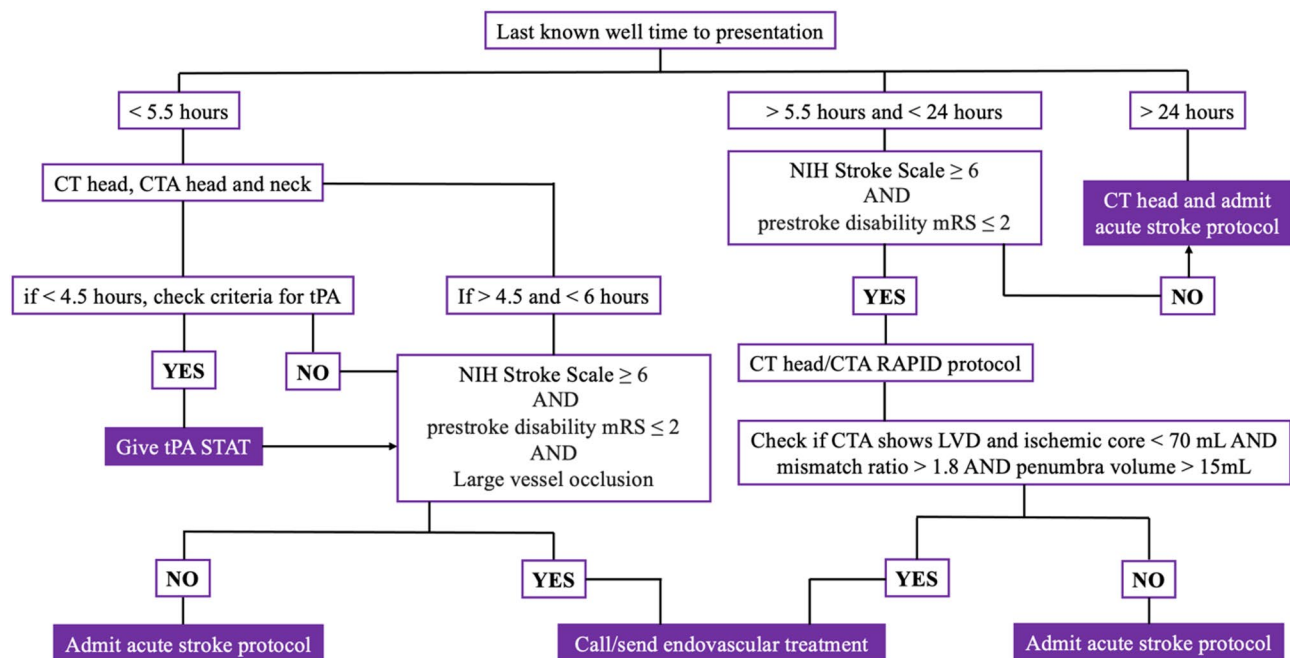 Last known well time to presentation
< 5.5 hours
> 5.5 hours and < 24 hours
> 24 hours
CT head, CTA head and neck
NIH Stroke Scale ≥ 6
AND
prestroke disability mRS ≤ 2
CT head and admit
acute stroke protocol
if < 4.5 hours, check criteria for tPA
If > 4.5 and < 6 hours
YES
NO
YES
NO
CT head/CTA RAPID protocol
NIH Stroke Scale ≥ 6
AND
prestroke disability mRS ≤ 2
AND
Large vessel occlusion
Give tPA STAT
Check if CTA shows LVD and ischemic core < 70 mL AND
mismatch ratio > 1.8 AND penumbra volume > 15mL
NO
YES
YES
NO
Admit acute stroke protocol
Call/send endovascular treatment
Admit acute stroke protocol